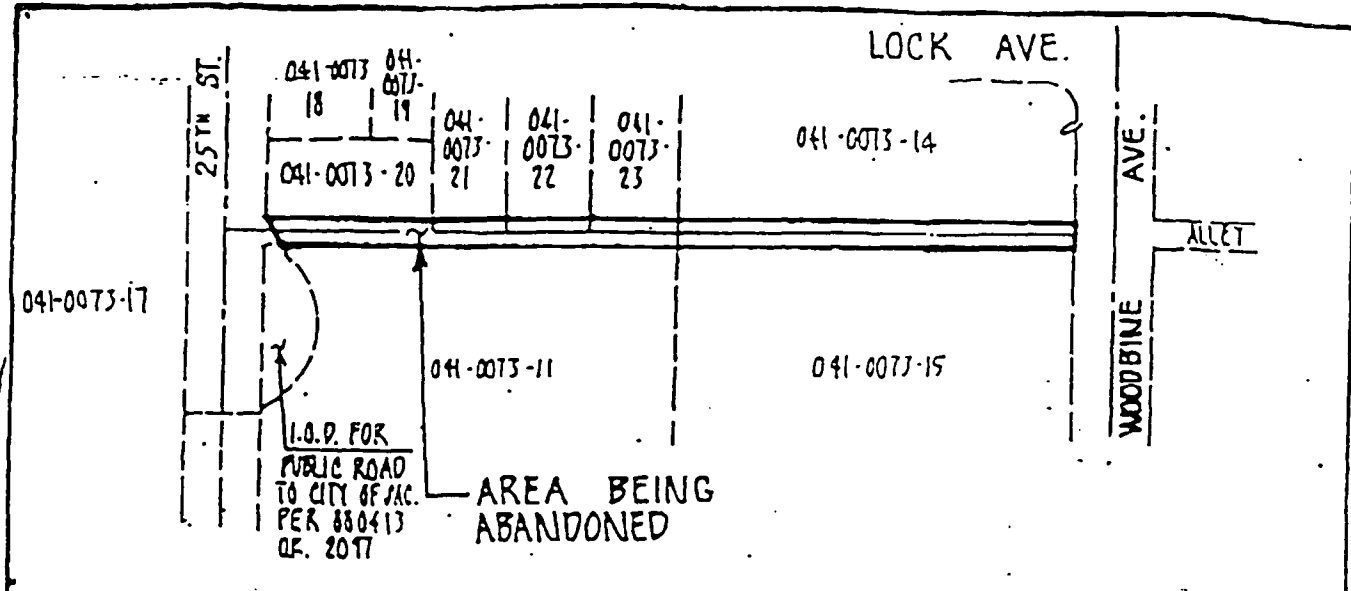 LOCK AVE.
25TH ST.
041-0073
18
041-
0073-
19
041-
0073-
21
041-
0073-
22
041-
0073-
23
041-0073-14
041-0073-20
WOODBINE AVE.
ALLEY
041-0073-17
041-0073-11
041-0073-15
I.O.D. FOR
PUBLIC ROAD
TO CITY OF SAC.
PER 880413
O.R. 2097
AREA BEING
ABANDONED